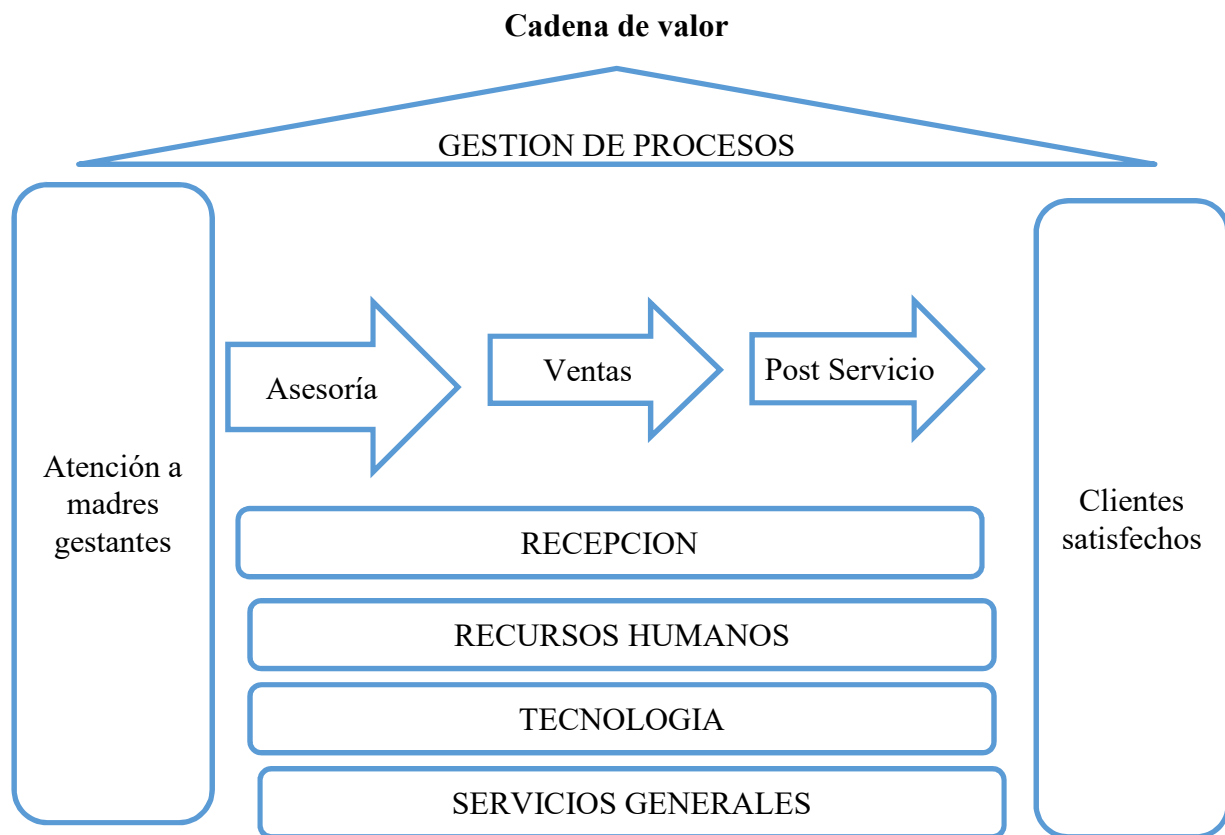 Cadena de valor
GESTION DE PROCESOS
Atención a
madres
gestantes
Asesoría
Ventas
Post Servicio
RECEPCION
RECURSOS HUMANOS
TECNOLOGIA
SERVICIOS GENERALES
Clientes
satisfechos